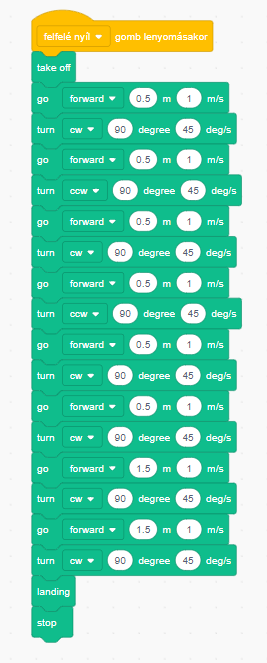 felfelé nyíl gomb lenyomásakor
take off
go forward 0.5 m 1 m/s
turn cw 90 degree 45 deg/s
go forward 0.5 m 1 m/s
turn ccw 90 degree 45 deg/s
go forward 0.5 m 1 m/s
turn cw 90 degree 45 deg/s
go forward 0.5 m 1 m/s
turn ccw 90 degree 45 deg/s
go forward 0.5 m 1 m/s
turn cw 90 degree 45 deg/s
go forward 0.5 m 1 m/s
turn cw 90 degree 45 deg/s
go forward 1.5 m 1 m/s
turn cw 90 degree 45 deg/s
go forward 1.5 m 1 m/s
turn cw 90 degree 45 deg/s
landing
stop